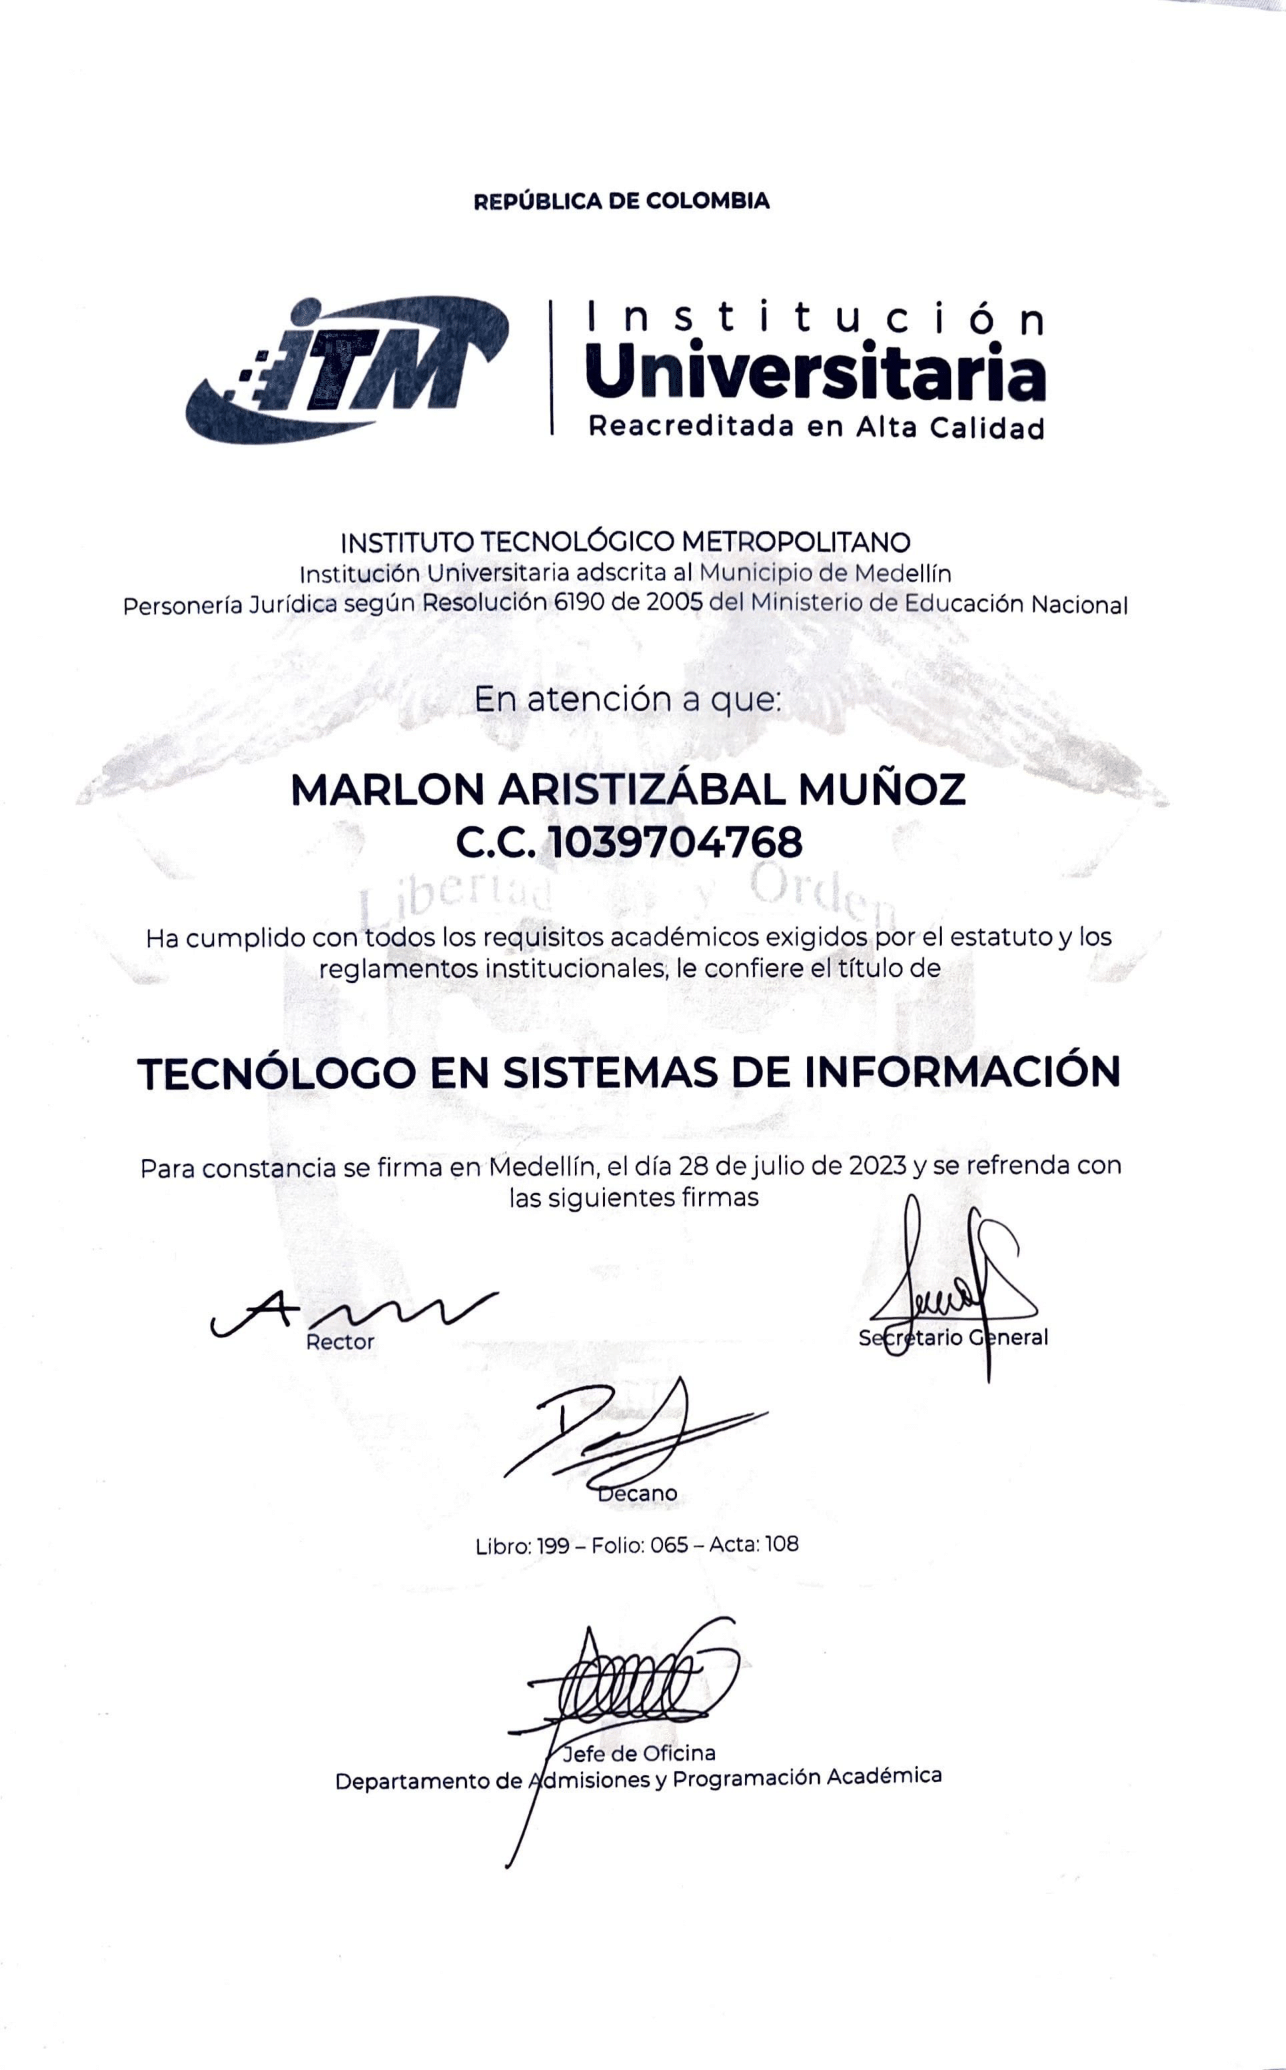 REPÚBLICA DE COLOMBIA
iTM
Institución
Universitaria
Reacreditada en Alta Calidad
INSTITUTO TECNOLÓGICO METROPOLITANO
Institución Universitaria adscrita al Municipio de Medellín
Personería Jurídica según Resolución 6190 de 2005 del Ministerio de Educación Nacional
En atención a que:
MARLON ARISTIZÁBAL MUÑOZ
C.C. 1039704768
Libertad y Orden
Ha cumplido con todos los requisitos académicos exigidos por el estatuto y los
reglamentos institucionales, le confiere el título de
TECNÓLOGO EN SISTEMAS DE INFORMACIÓN
Para constancia se firma en Medellín, el día 28 de julio de 2023 y se refrenda con
las siguientes firmas
Rector
Secretario General
Decano
Libro: 199 – Folio: 065 – Acta: 108
Jefe de Oficina
Departamento de Admisiones y Programación Académica